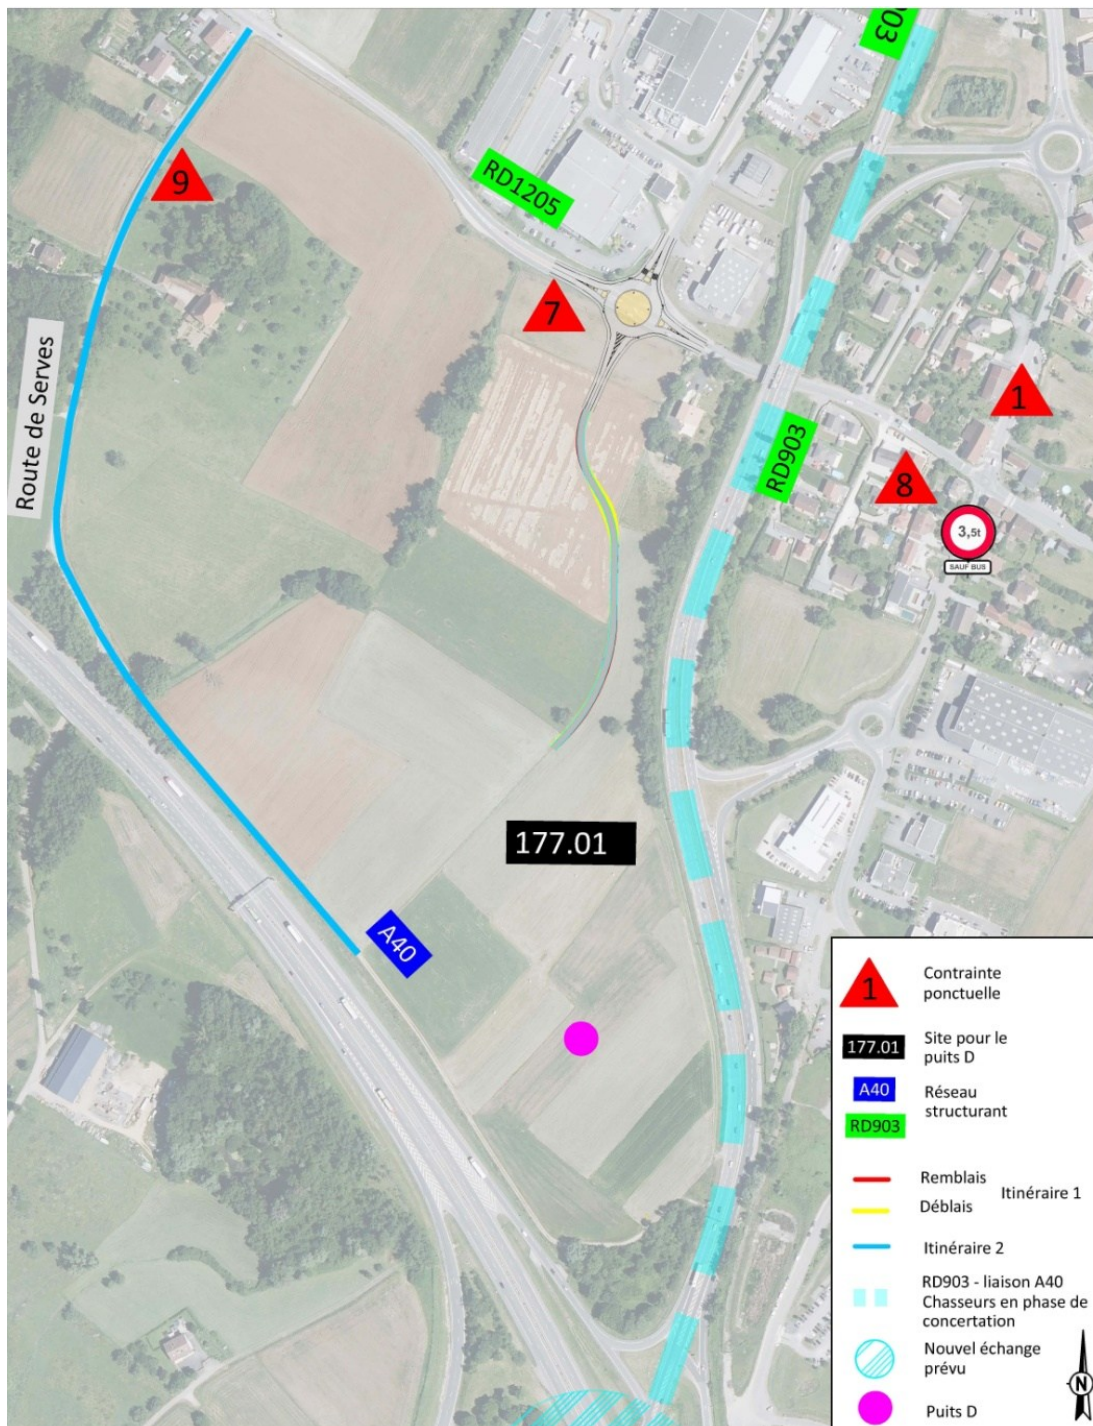 903
RD1205
9
7
Route de Serves
1
RD903
8
3,5t
SAUF BUS
177.01
A40
1
Contrainte
ponctuelle
177.01
Site pour le
puits D
A40
Réseau
structurant
RD903
Remblais
Itinéraire 1
Déblais
Itinéraire 2
RD903 - liaison A40
Chasseurs en phase de
concertation
Nouvel échange
prévu
N
Puits D